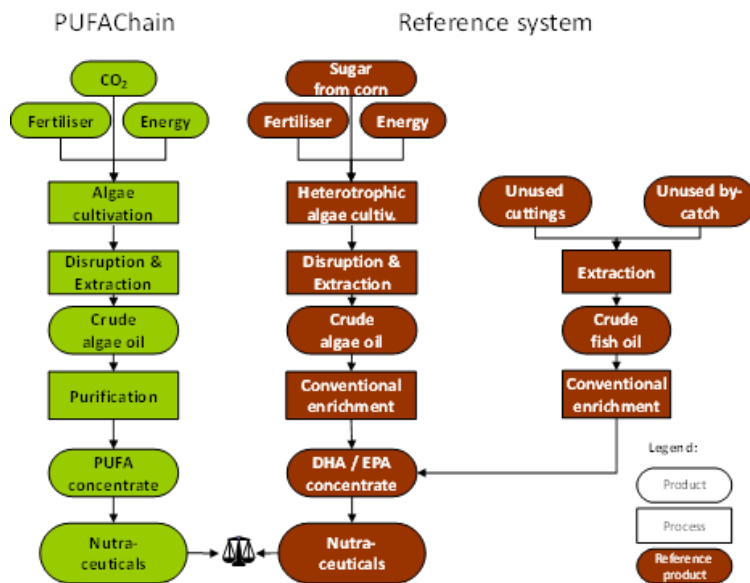 PUFAChain
Reference system
CO2
Fertiliser
Energy
Algae
cultivation
Disruption &
Extraction
Crude
algae oil
Purification
PUFA
concentrate
Nutra-
ceuticals
Sugar
from corn
Fertiliser
Energy
Heterotrophic
algae cultiv.
Disruption &
Extraction
Crude
algae oil
Conventional
enrichment
DHA / EPA
concentrate
Nutra-
ceuticals
Unused
cuttings
Unused by-
catch
Extraction
Crude
fish oil
Conventional
enrichment
Legend:
Product
Process
Reference
product